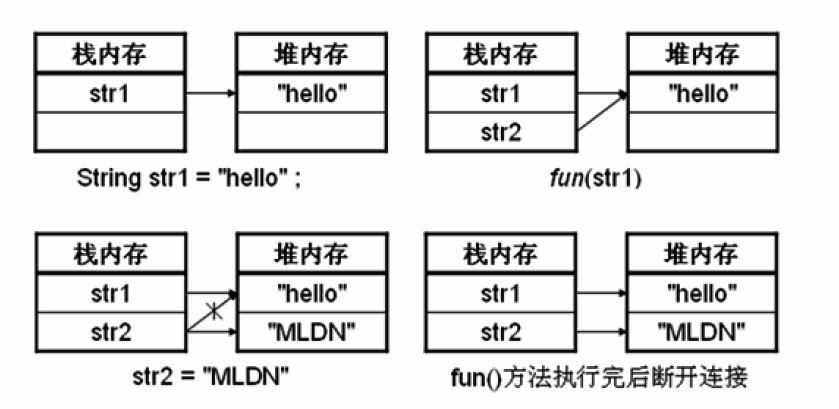 栈内存 堆内存
str1 "hello"
String str1 = "hello" ;
栈内存 堆内存
str1 "hello"
str2
fun(str1)
栈内存 堆内存
str1 "hello"
str2 "MLDN"
str2 = "MLDN"
栈内存 堆内存
str1 "hello"
str2 "MLDN"
fun()方法执行完后断开连接